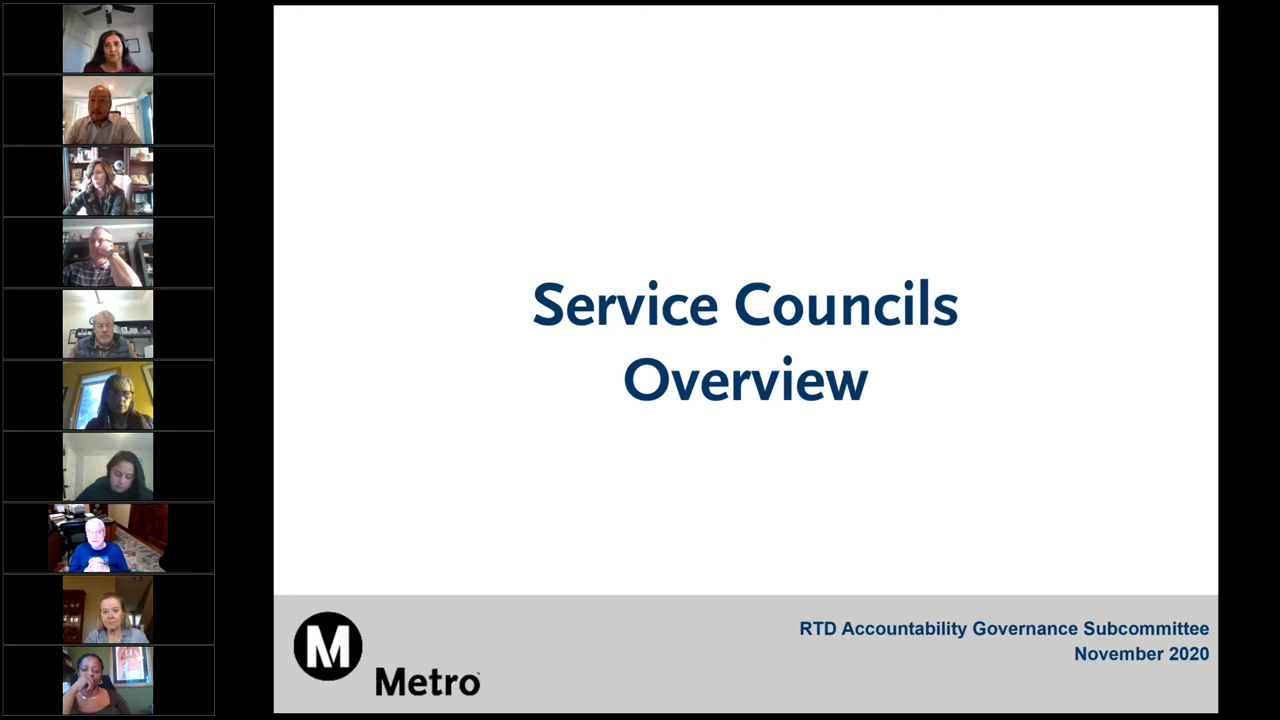 Service Councils
Overview
RTD Accountability Governance Subcommittee
November 2020
M
Metro